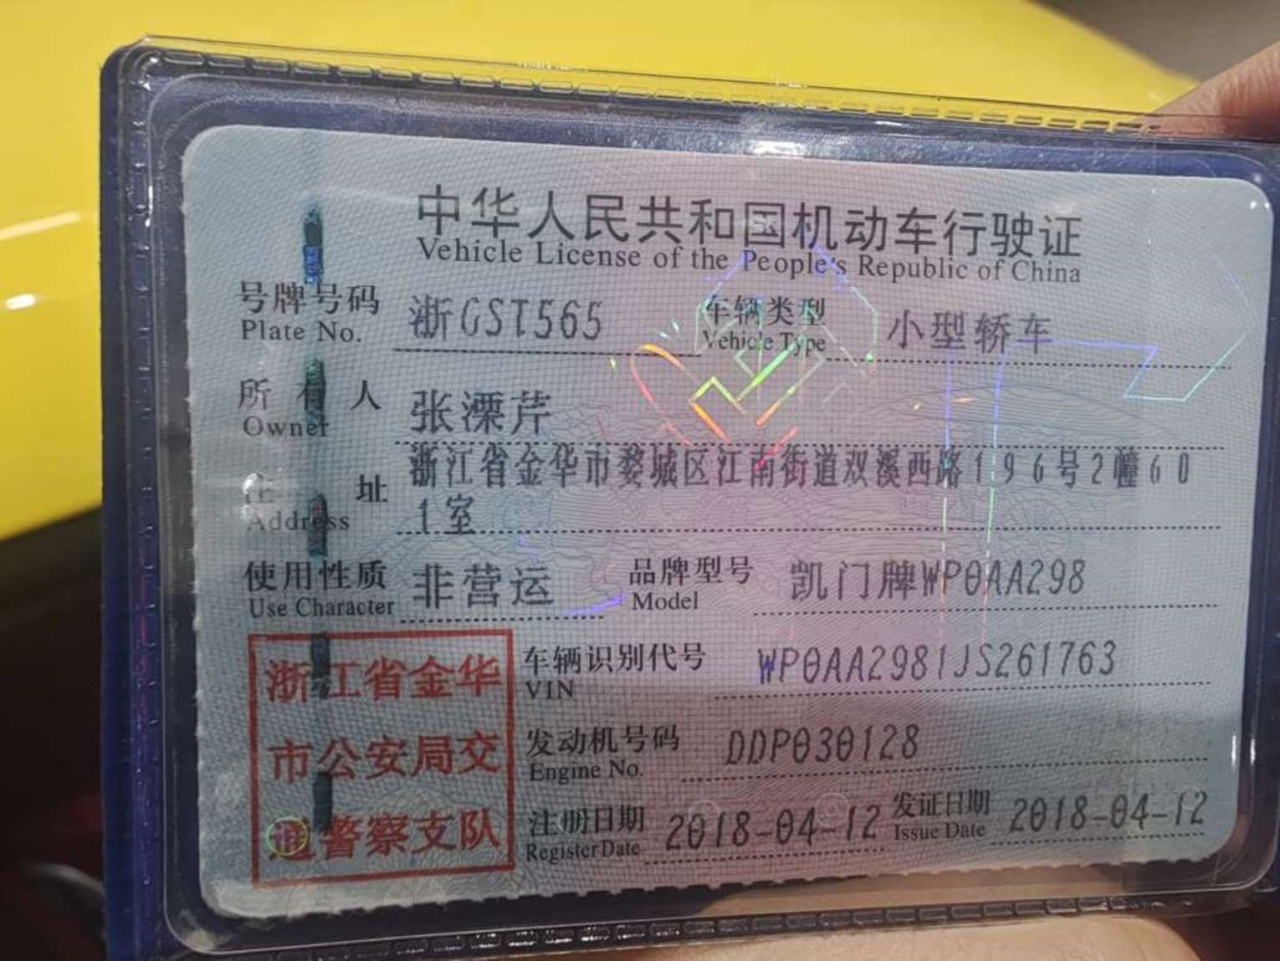 中华人民共和国机动车行驶证
Vehicle License of the People's Republic of China
号牌号码 浙GST565 车辆类型 小型轿车
Plate No. Vehicle Type
所有人 张溧芹
Owner
住址 浙江省金华市婺城区江南街道双溪西路196号2幢60
Address 1室
使用性质 非营运 品牌型号 凯门牌WP0AA298
Use Character Model
浙江省金华
市公安局交
通警察支队
车辆识别代号 WP0AA2981JS261763
VIN
发动机号码 DDP030128
Engine No.
注册日期 2018-04-12 发证日期 2018-04-12
Register Date Issue Date